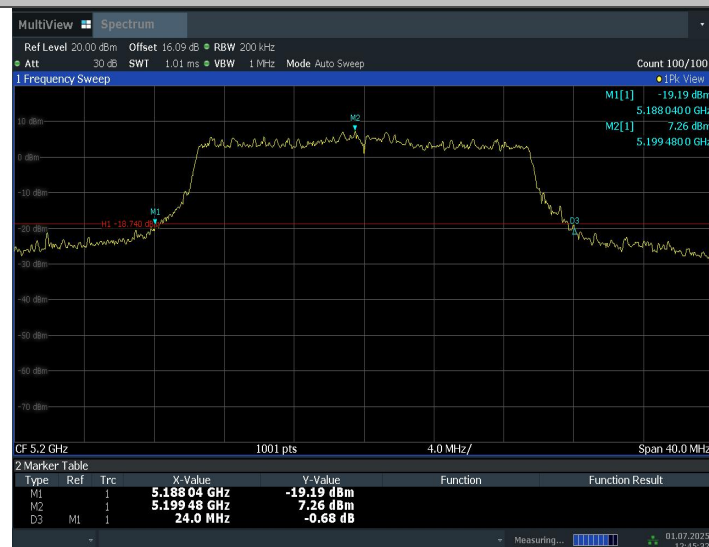 MultiView Spectrum
Ref Level 20.00 dBm Offset 16.09 dB RBW 200 kHz
Att 30 dB SWT 1.01 ms VBW 1 MHz Mode Auto Sweep Count 100/100
1 Frequency Sweep 1Pk View
M1[1] -19.19 dBm
5.188 040 0 GHz
M2[1] 7.26 dBm
5.199 480 0 GHz
M2
10 dBm
0 dBm
-10 dBm
M1
H1 -18.740 dBm
D3
-20 dBm
-30 dBm
-40 dBm
-50 dBm
-60 dBm
-70 dBm
CF 5.2 GHz 1001 pts 4.0 MHz/ Span 40.0 MHz
2 Marker Table
Type Ref Trc X-Value Y-Value Function Function Result
M1 1 5.188 04 GHz -19.19 dBm
M2 1 5.199 48 GHz 7.26 dBm
D3 M1 1 24.0 MHz -0.68 dB
Measuring... 01.07.2025
12:45:22